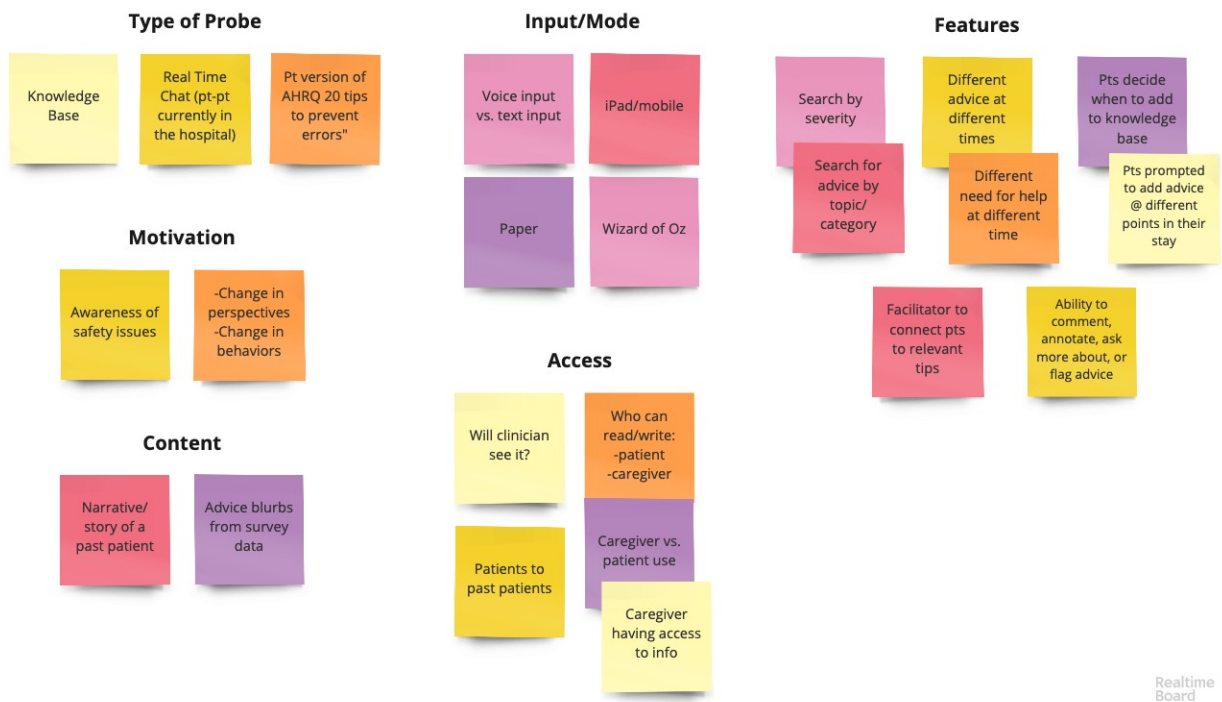 Type of Probe
Knowledge
Base
Real Time
Chat (pt-pt
currently in
the hospital)
Pt version of
AHRQ 20 tips
to prevent
errors"
Motivation
Awareness of
safety issues
-Change in
perspectives
-Change in
behaviors
Content
Narrative/
story of a
past patient
Advice blurbs
from survey
data
Input/Mode
Voice input
vs. text input
iPad/mobile
Paper
Wizard of Oz
Access
Will clinician
see it?
Who can
read/write:
-patient
-caregiver
Patients to
past patients
Caregiver vs.
patient use
Caregiver
having access
to info
Features
Search by
severity
Different
advice at
different
times
Pts decide
when to add
to knowledge
base
Search for
advice by
topic/
category
Different
need for help
at different
time
Pts prompted
to add advice
@ different
points in their
stay
Facilitator to
connect pts
to relevant
tips
Ability to
comment,
annotate, ask
more about, or
flag advice
Realtime
Board